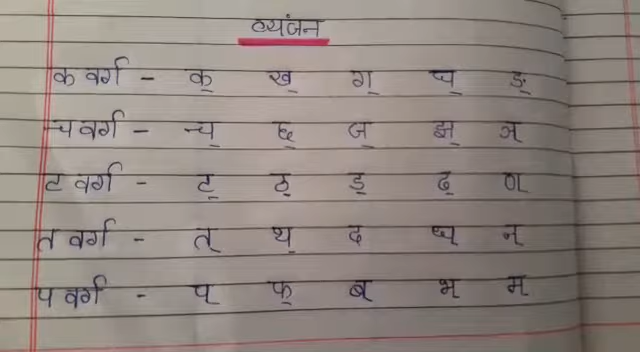 व्यंजन
क वर्ग - क् ख् ग् घ् ङ्
च वर्ग - च् छ् ज् झ् ञ्
ट वर्ग - ट् ठ् ड् ढ् ण्
त वर्ग - त् थ् द ध् न्
प वर्ग - प् फ् ब् भ् म्